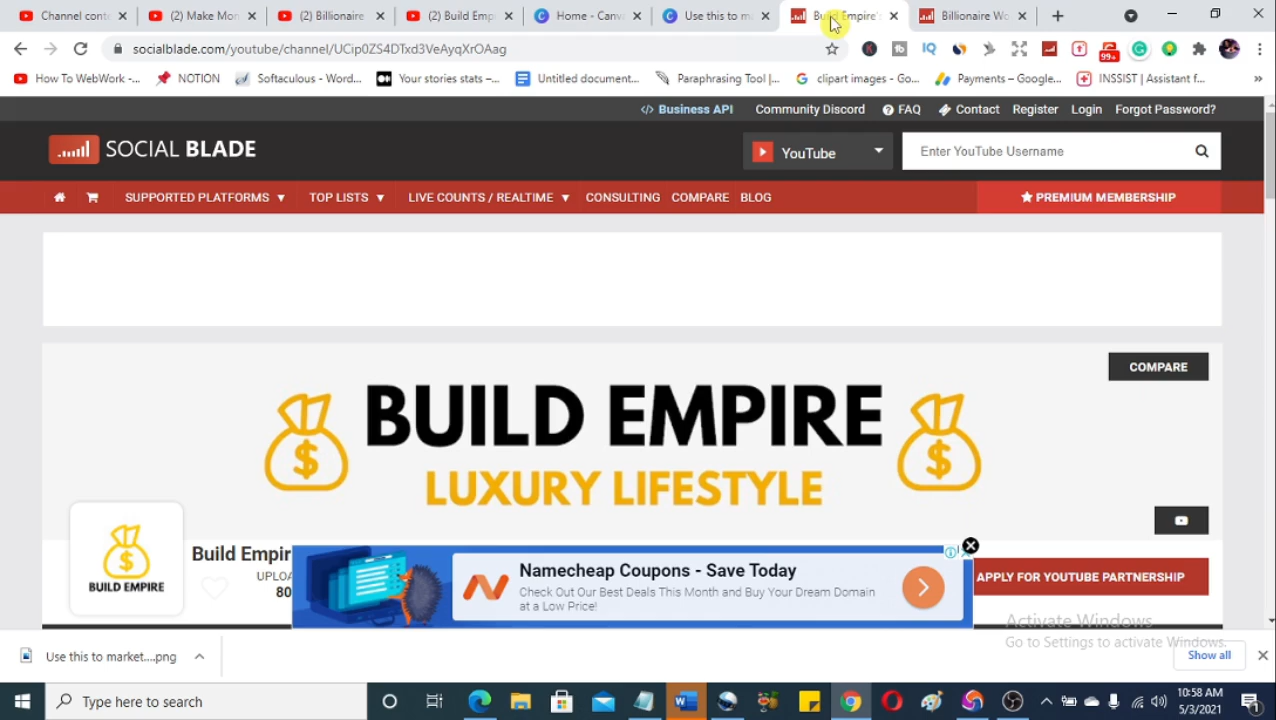 Channel conte
(2) Make Mon
(2) Billionaire
(2) Build Emp
Home - Canva
Use this to m
Build Empire'
Billionaire Wo
socialblade.com/youtube/channel/UCip0ZS4DTxd3VeAyqXrOAag
99+
How To WebWork -...
NOTION
Softaculous - Word...
Your stories stats –...
Untitled document...
Paraphrasing Tool |...
clipart images - Go...
Payments – Google...
INSSIST | Assistant f...
</> Business API
Community Discord
FAQ
Contact
Register
Login
Forgot Password?
SOCIAL BLADE
YouTube
Enter YouTube Username
SUPPORTED PLATFORMS
TOP LISTS
LIVE COUNTS / REALTIME
CONSULTING
COMPARE
BLOG
PREMIUM MEMBERSHIP
COMPARE
BUILD EMPIRE
LUXURY LIFESTYLE
BUILD EMPIRE
Build Empir
UPLOA
80
Namecheap Coupons - Save Today
Check Out Our Best Deals This Month and Buy Your Dream Domain
at a Low Price!
APPLY FOR YOUTUBE PARTNERSHIP
Activate Windows
Go to Settings to activate Windows.
Use this to market....png
Show all
Type here to search
10:58 AM
5/3/2021